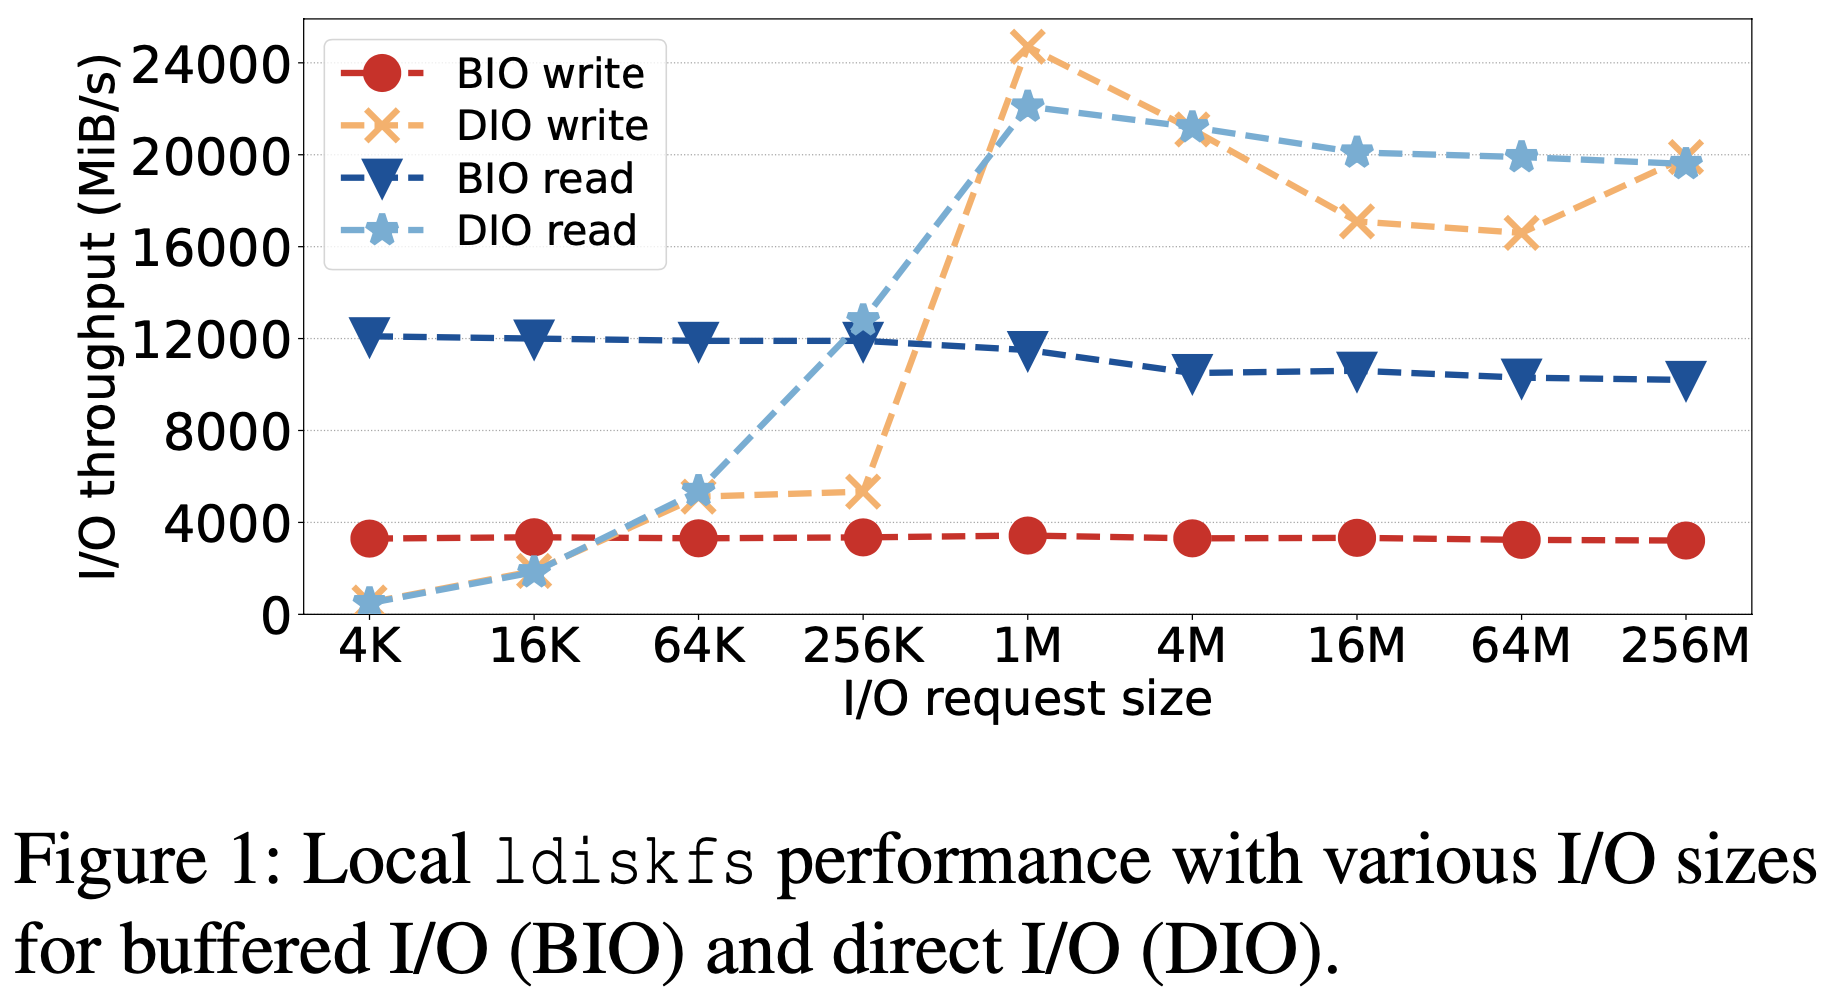 I/O throughput (MiB/s)
24000
20000
16000
12000
8000
4000
0
BIO write
DIO write
BIO read
DIO read
4K 16K 64K 256K 1M 4M 16M 64M 256M
I/O request size
Figure 1: Local ldiskfs performance with various I/O sizes
for buffered I/O (BIO) and direct I/O (DIO).